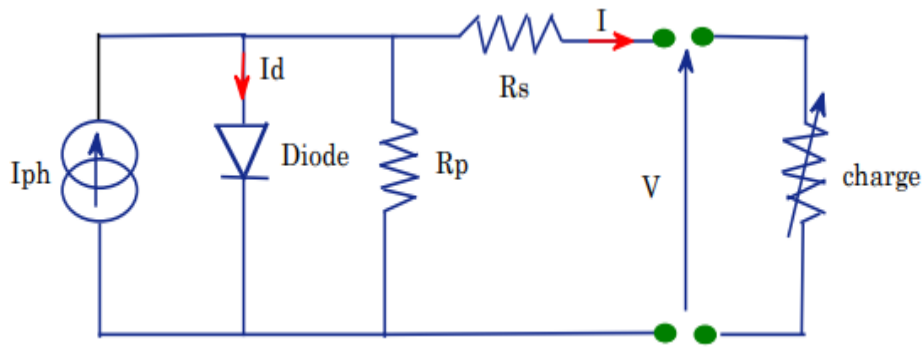 I
Id
Rs
Iph
Diode
Rp
V
charge